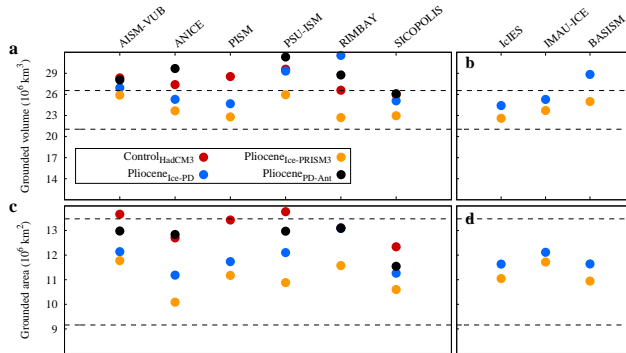 AISM-VUB ANICE PISM PSU-ISM RIMBAY SICOPOLIS IcIES IMAU-ICE BASISM
a b
Grounded volume (10⁶ km³)
29
26
23
20
17
14
Control_HadCM3 Pliocene_Ice-PRISM3
Pliocene_Ice-PD Pliocene_PD-Ant
c d
Grounded area (10⁶ km²)
13
12
11
10
9